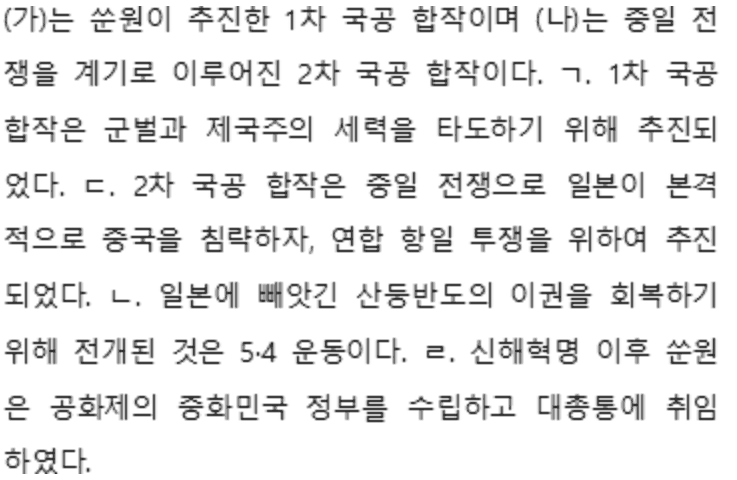 (가)는 쑨원이 추진한 1차 국공 합작이며 (나)는 중일 전
쟁을 계기로 이루어진 2차 국공 합작이다. ㄱ. 1차 국공
합작은 군벌과 제국주의 세력을 타도하기 위해 추진되
었다. ㄷ. 2차 국공 합작은 중일 전쟁으로 일본이 본격
적으로 중국을 침략하자, 연합 항일 투쟁을 위하여 추진
되었다. ㄴ. 일본에 빼앗긴 산둥반도의 이권을 회복하기
위해 전개된 것은 5·4 운동이다. ㄹ. 신해혁명 이후 쑨원
은 공화제의 중화민국 정부를 수립하고 대총통에 취임
하였다.